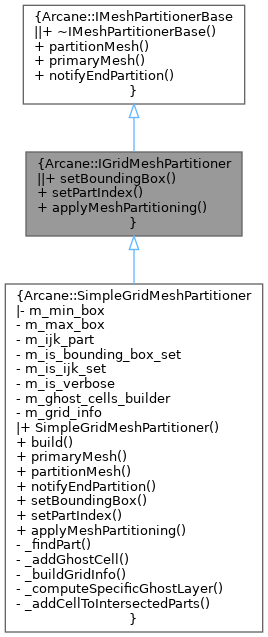 {Arcane::IMeshPartitionerBase
||+ ~IMeshPartitionerBase()
+ partitionMesh()
+ primaryMesh()
+ notifyEndPartition()
}
{Arcane::IGridMeshPartitioner
||+ setBoundingBox()
+ setPartIndex()
+ applyMeshPartitioning()
}
{Arcane::SimpleGridMeshPartitioner
|- m_min_box
- m_max_box
- m_ijk_part
- m_is_bounding_box_set
- m_is_ijk_set
- m_is_verbose
- m_ghost_cells_builder
- m_grid_info
|+ SimpleGridMeshPartitioner()
+ build()
+ primaryMesh()
+ partitionMesh()
+ notifyEndPartition()
+ setBoundingBox()
+ setPartIndex()
+ applyMeshPartitioning()
- _findPart()
- _addGhostCell()
- _buildGridInfo()
- _computeSpecificGhostLayer()
- _addCellToIntersectedParts()
}